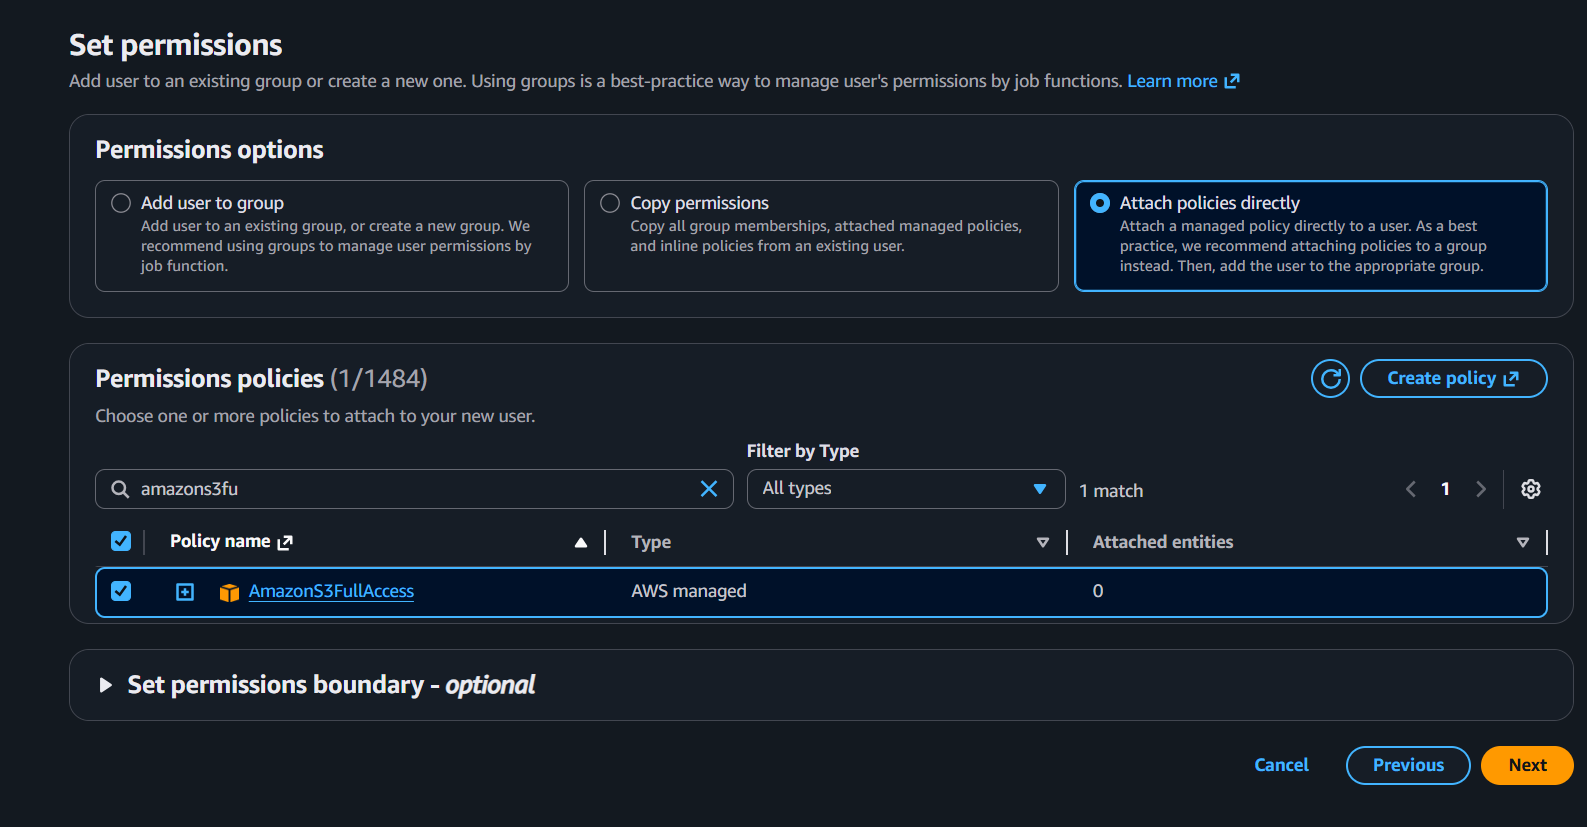 Set permissions
Add user to an existing group or create a new one. Using groups is a best-practice way to manage user's permissions by job functions. Learn more
Permissions options
Add user to group
Add user to an existing group, or create a new group. We
recommend using groups to manage user permissions by
job function.
Copy permissions
Copy all group memberships, attached managed policies,
and inline policies from an existing user.
Attach policies directly
Attach a managed policy directly to a user. As a best
practice, we recommend attaching policies to a group
instead. Then, add the user to the appropriate group.
Permissions policies (1/1484)
Create policy
Choose one or more policies to attach to your new user.
Filter by Type
amazons3fu
All types
1 match
1
Policy name
Type
Attached entities
AmazonS3FullAccess
AWS managed
0
Set permissions boundary - optional
Cancel
Previous
Next